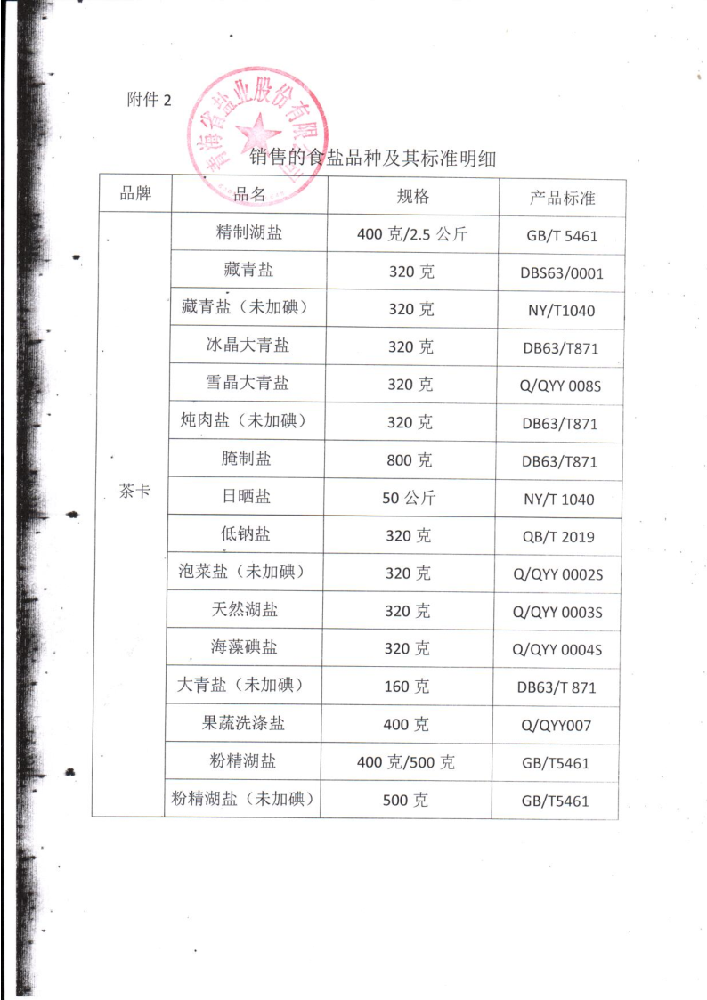 附件 2
青海省盐业股份有限公司
销售的食盐品种及其标准明细
品牌 品名 规格 产品标准
茶卡
精制湖盐 400 克/2.5 公斤 GB/T 5461
藏青盐 320 克 DBS63/0001
藏青盐（未加碘） 320 克 NY/T1040
冰晶大青盐 320 克 DB63/T871
雪晶大青盐 320 克 Q/QYY 008S
炖肉盐（未加碘） 320 克 DB63/T871
腌制盐 800 克 DB63/T871
日晒盐 50 公斤 NY/T 1040
低钠盐 320 克 QB/T 2019
泡菜盐（未加碘） 320 克 Q/QYY 0002S
天然湖盐 320 克 Q/QYY 0003S
海藻碘盐 320 克 Q/QYY 0004S
大青盐（未加碘） 160 克 DB63/T 871
果蔬洗涤盐 400 克 Q/QYY007
粉精湖盐 400 克/500 克 GB/T5461
粉精湖盐（未加碘） 500 克 GB/T5461